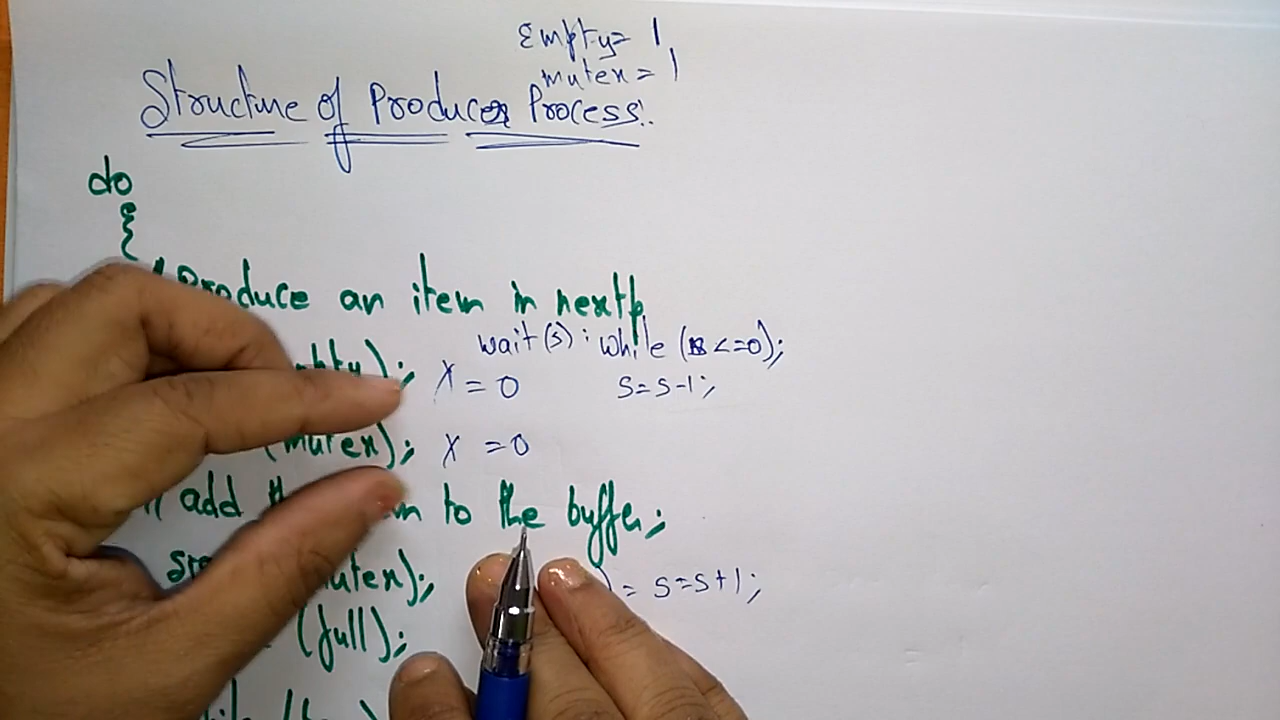 Empty= 1
mutex = 1
Structure of Producer Process:.
do
{
Produce an item in nextp
wait(s): while (s <=0);
); X = 0 s=s-1;
(mutex); X =0
// add to the buffer;
); ) = s=s+1;
(full);